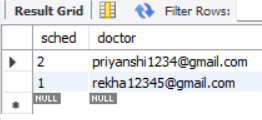 Result Grid Filter Rows:
sched doctor
2 priyanshi1234@gmail.com
1 rekha12345@gmail.com
NULL NULL